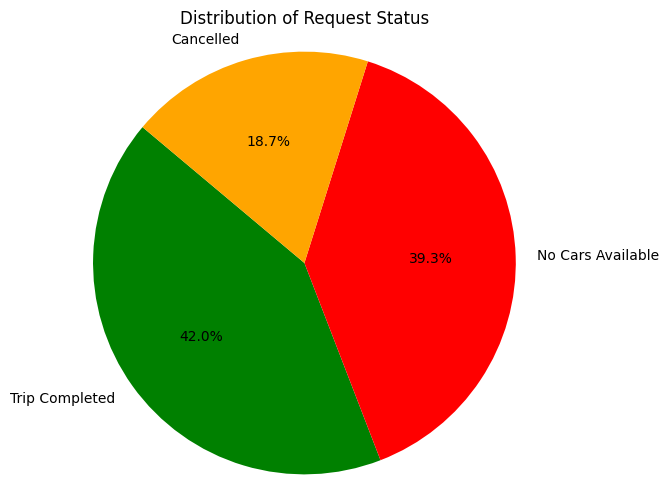 Distribution of Request Status
Cancelled
18.7%
39.3%
No Cars Available
42.0%
Trip Completed